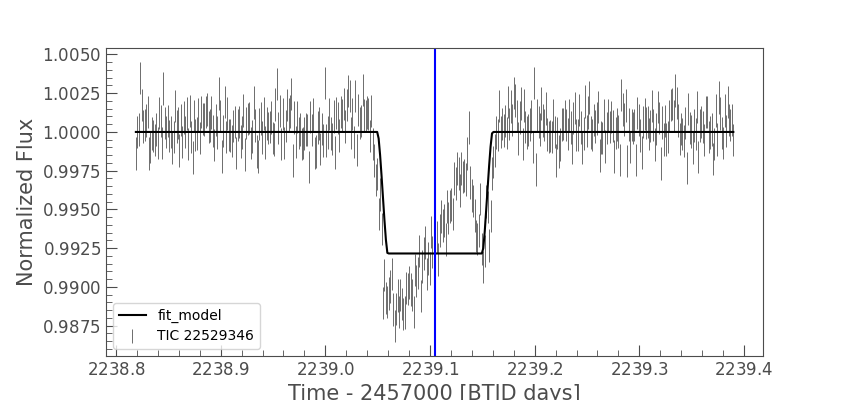 1.0050
1.0025
1.0000
0.9975
0.9950
0.9925
0.9900
0.9875
Normalized Flux
fit_model
TIC 22529346
2238.8 2238.9 2239.0 2239.1 2239.2 2239.3 2239.4
Time - 2457000 [BTJD days]